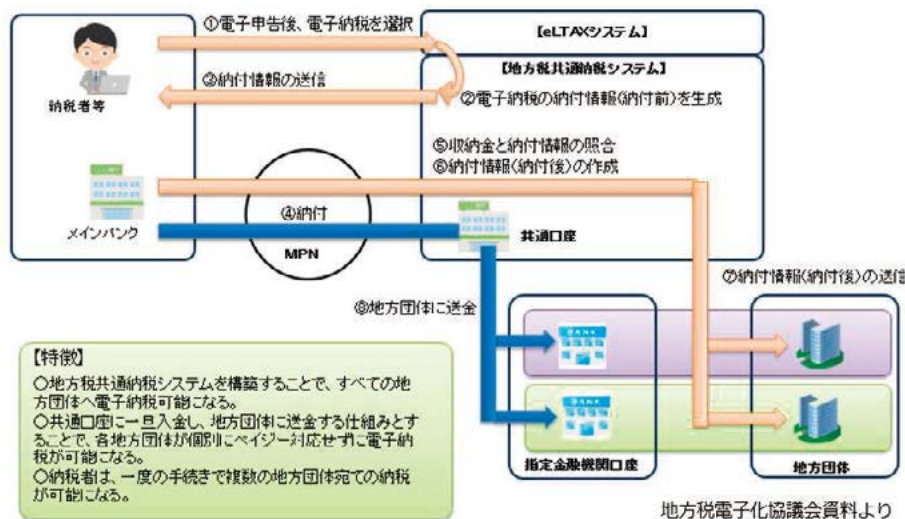 ①電子申告後、電子納税を選択
【eLTAXシステム】
【地方税共通納税システム】
③納付情報の送信
②電子納税の納付情報(納付前)を生成
納税者等
⑤収納金と納付情報の照合
⑥納付情報(納付後)の作成
④納付
メインバンク
共通口座
MPN
⑦納付情報(納付後)の送信
⑧地方団体に送金
BANK
BANK
指定金融機関口座
地方団体
【特徴】
○地方税共通納税システムを構築することで、すべての地
方団体へ電子納税可能になる。
○共通口座に一旦入金し、地方団体に送金する仕組みとす
ることで、各地方団体が個別にペイジー対応せずに電子納
税が可能になる。
○納税者は、一度の手続きで複数の地方団体宛ての納税
が可能になる。
地方税電子化協議会資料より